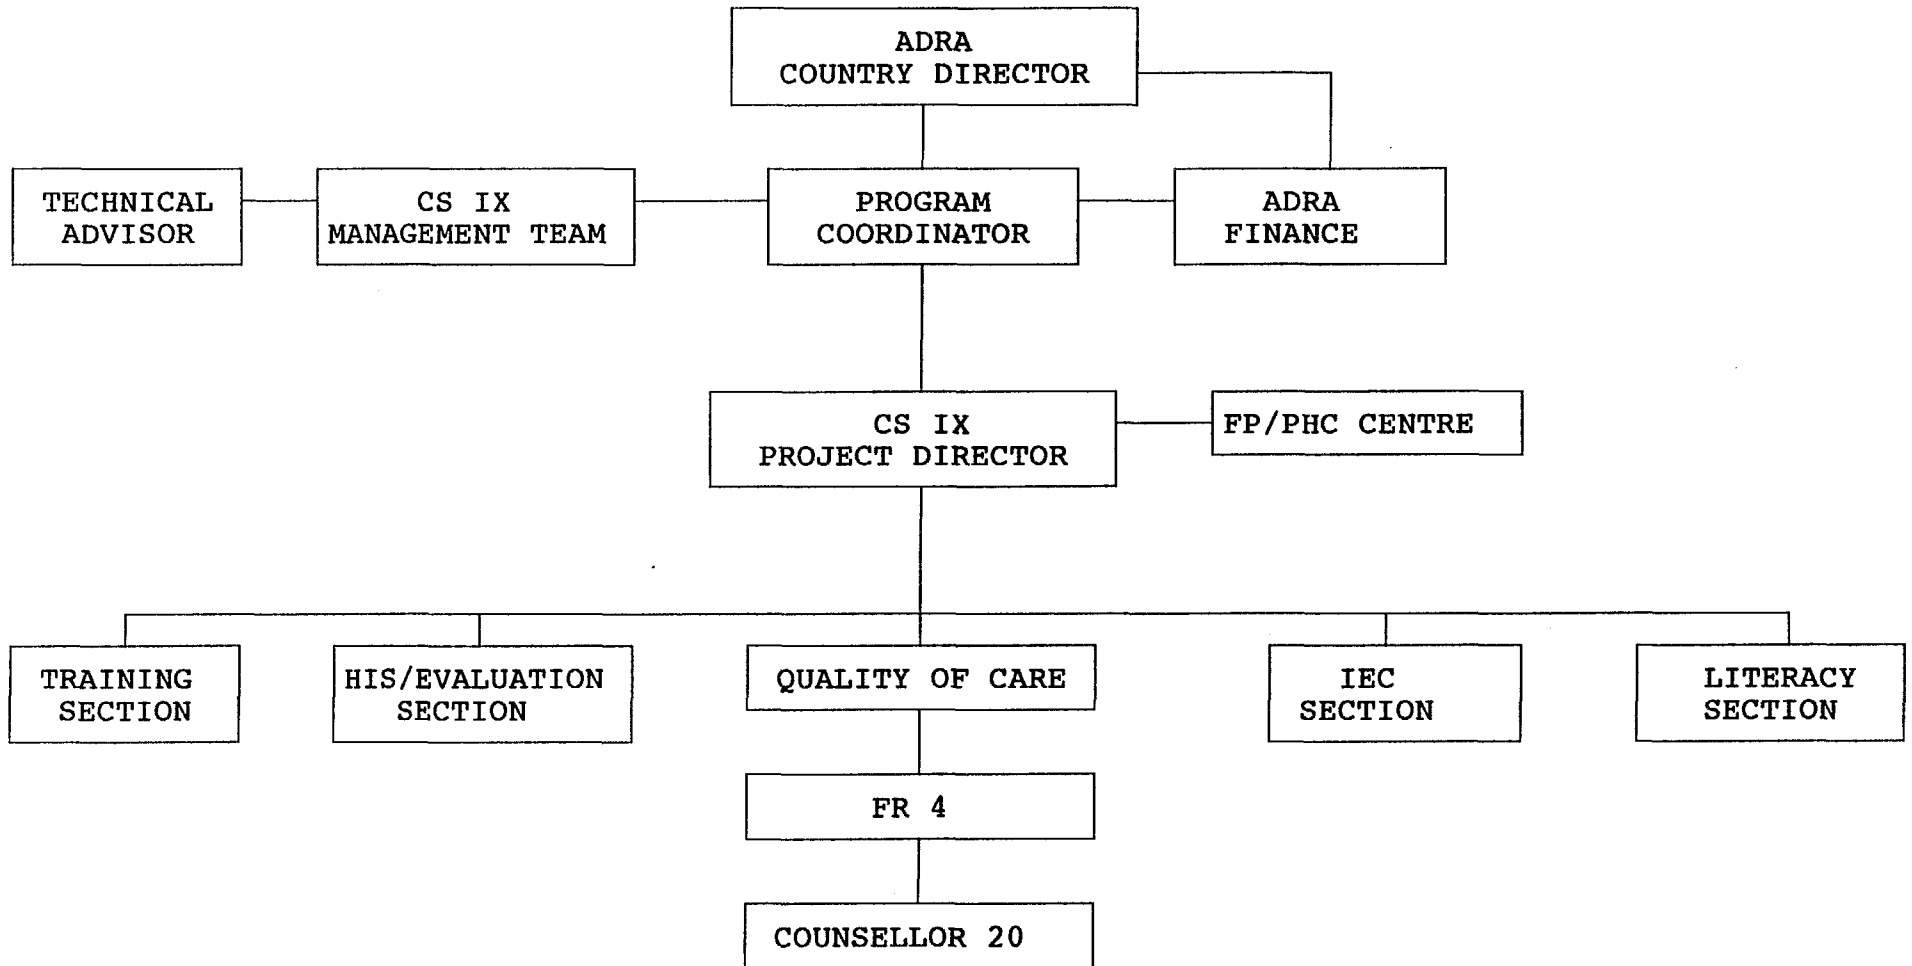 ADRA
COUNTRY DIRECTOR
TECHNICAL
ADVISOR
CS IX
MANAGEMENT TEAM
PROGRAM
COORDINATOR
ADRA
FINANCE
CS IX
PROJECT DIRECTOR
FP/PHC CENTRE
TRAINING
SECTION
HIS/EVALUATION
SECTION
QUALITY OF CARE
IEC
SECTION
LITERACY
SECTION
FR 4
COUNSELLOR 20